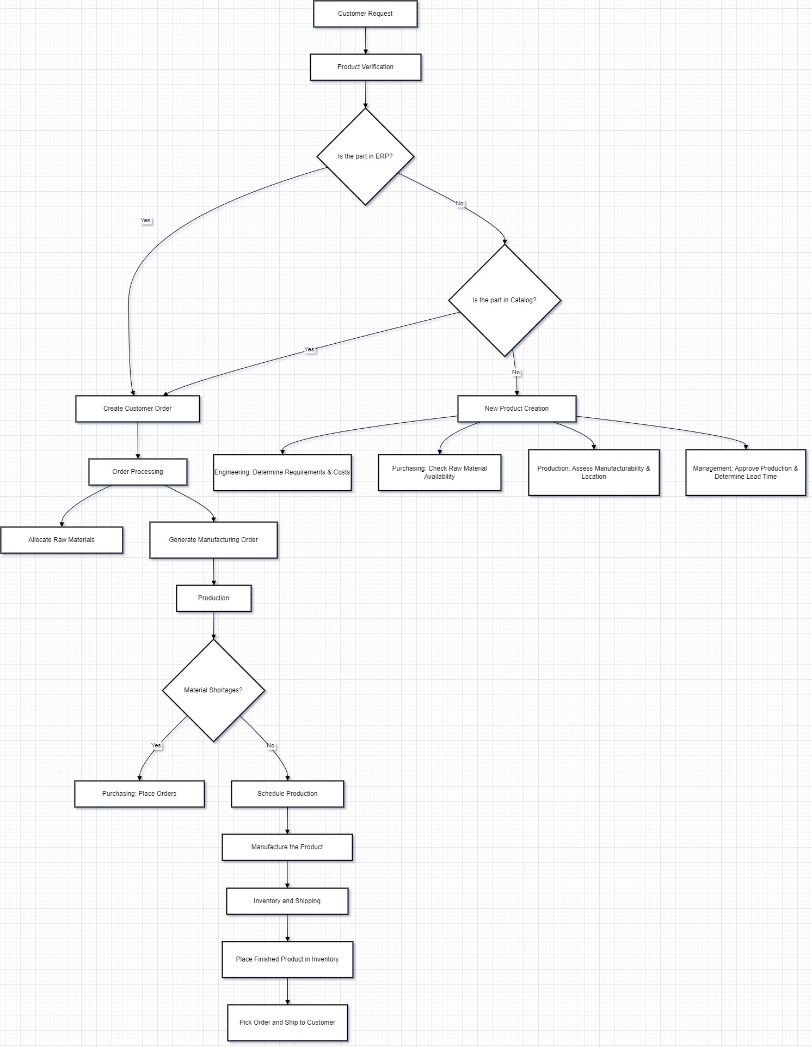 Customer Request
Product Verification
Is the part in ERP?
Yes
No
Is the part in Catalog?
Yes
No
Create Customer Order
New Product Creation
Order Processing
Engineering: Determine Requirements & Costs
Purchasing: Check Raw Material
Availability
Production: Assess Manufacturability &
Location
Management: Approve Production &
Determine Lead Time
Allocate Raw Materials
Generate Manufacturing Order
Production
Material Shortages?
Yes
No
Purchasing: Place Orders
Schedule Production
Manufacture the Product
Inventory and Shipping
Place Finished Product in Inventory
Pick Order and Ship to Customer